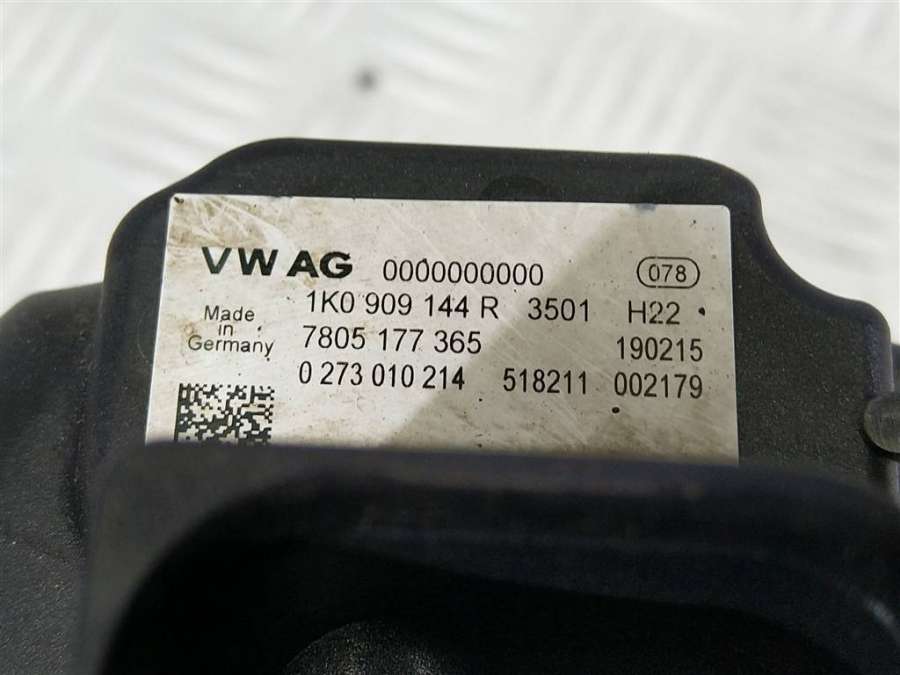 VW AG 0000000000 078
1K0 909 144 R 3501 H22
Made
in
Germany
7805 177 365 190215
0 273 010 214 518211 002179